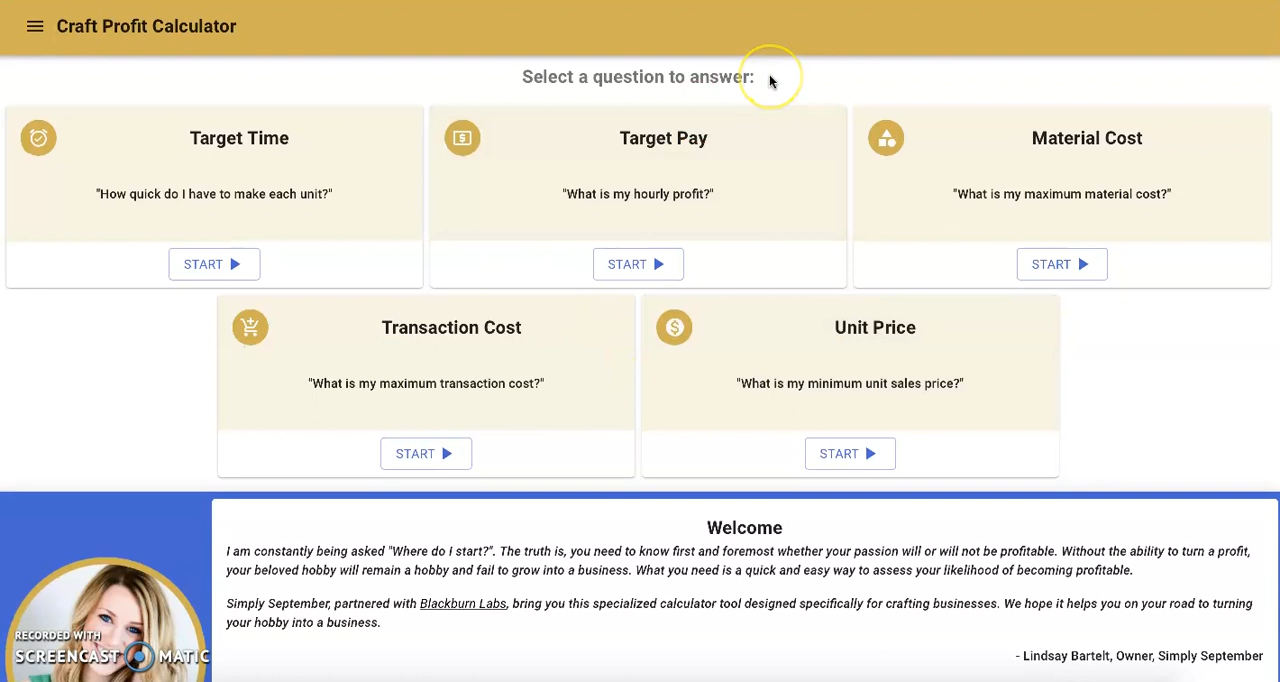 Craft Profit Calculator
Select a question to answer:
Target Time
"How quick do I have to make each unit?"
START
Target Pay
"What is my hourly profit?"
START
Material Cost
"What is my maximum material cost?"
START
Transaction Cost
"What is my maximum transaction cost?"
START
Unit Price
"What is my minimum unit sales price?"
START
Welcome
I am constantly being asked "Where do I start?". The truth is, you need to know first and foremost whether your passion will or will not be profitable. Without the ability to turn a profit,
your beloved hobby will remain a hobby and fail to grow into a business. What you need is a quick and easy way to assess your likelihood of becoming profitable.
Simply September, partnered with Blackburn Labs, bring you this specialized calculator tool designed specifically for crafting businesses. We hope it helps you on your road to turning
your hobby into a business.
- Lindsay Bartelt, Owner, Simply September
RECORDED WITH
SCREENCAST MATIC